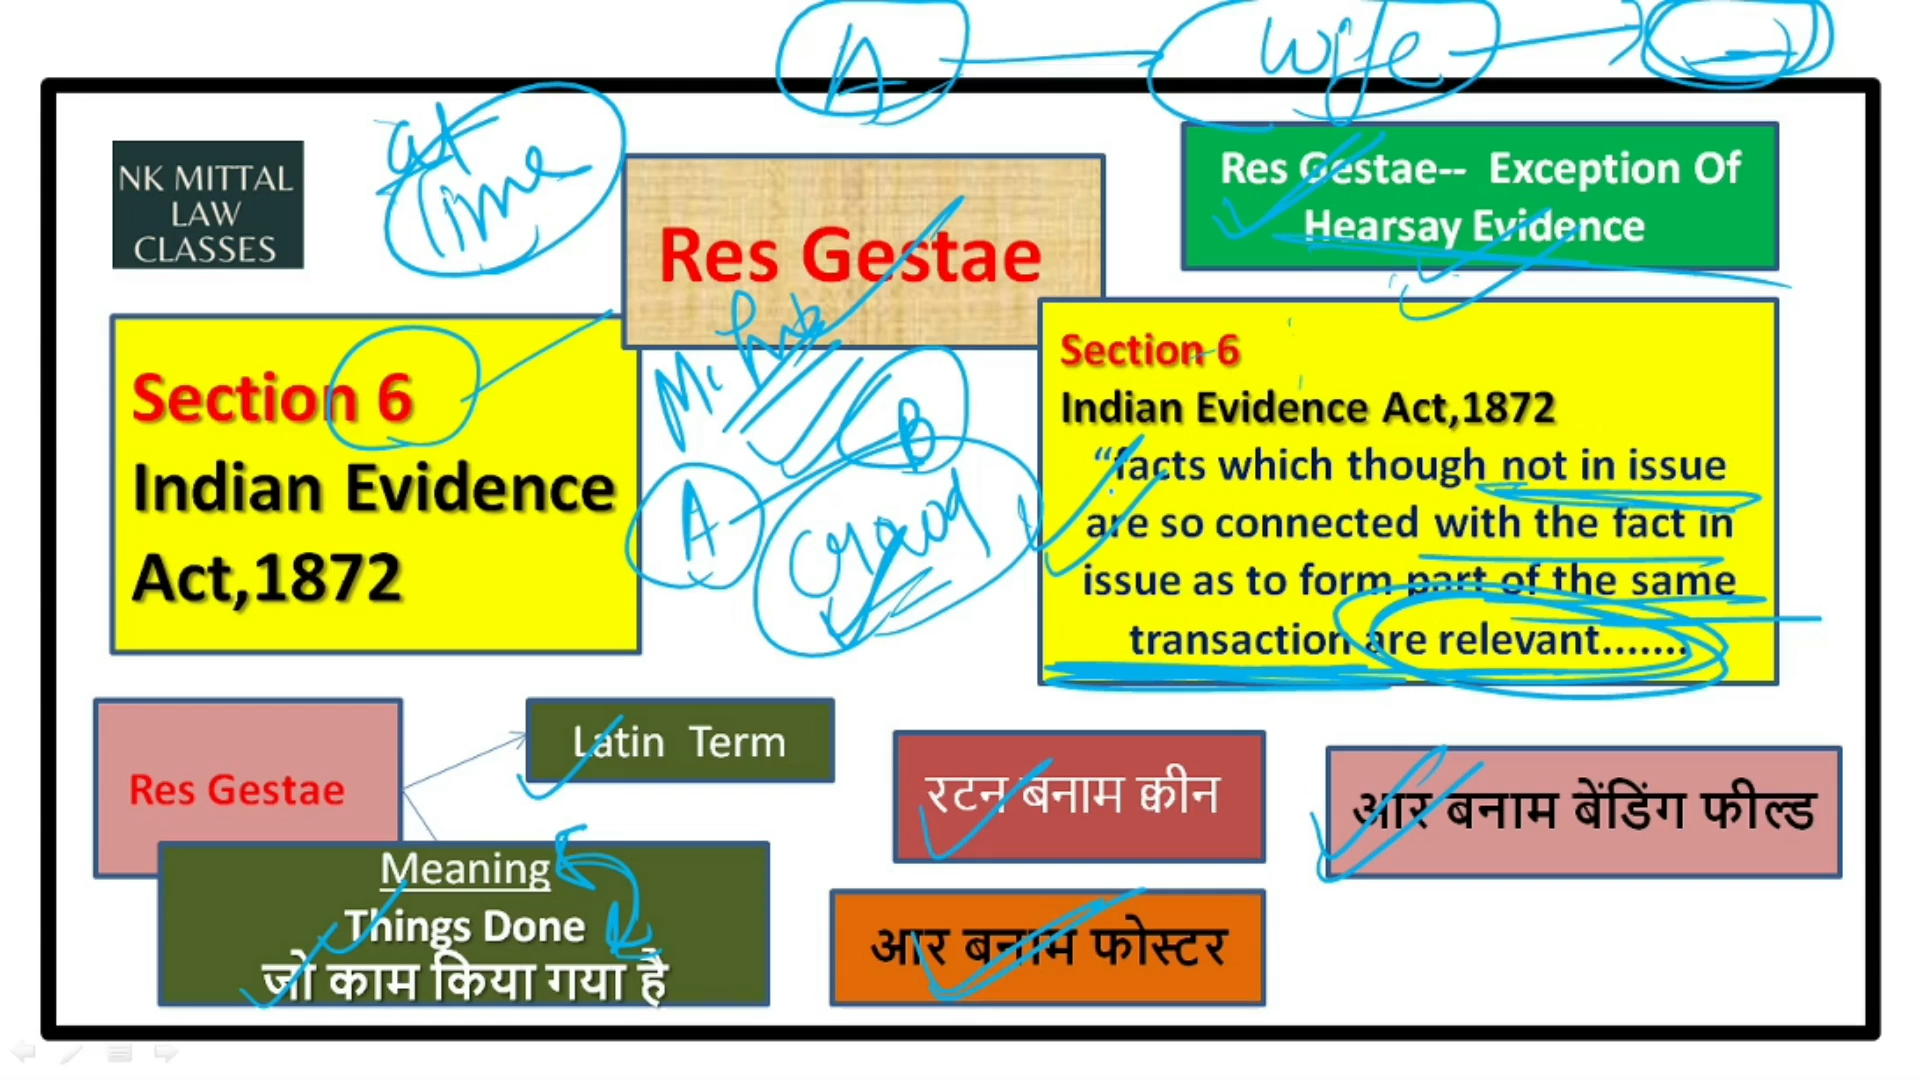 A
wife
at
Time
NK MITTAL
LAW
CLASSES
Res Gestae
Res Gestae-- Exception Of
Hearsay Evidence
Section 6
Indian Evidence
Act,1872
B
A
Crowd
Section-6
Indian Evidence Act,1872
“facts which though not in issue
are so connected with the fact in
issue as to form part of the same
transaction are relevant.......
Res Gestae
Latin Term
Meaning
Things Done
जो काम किया गया है
रटन बनाम क्वीन
आर बनाम बेंडिंग फील्ड
आर बनाम फोस्टर